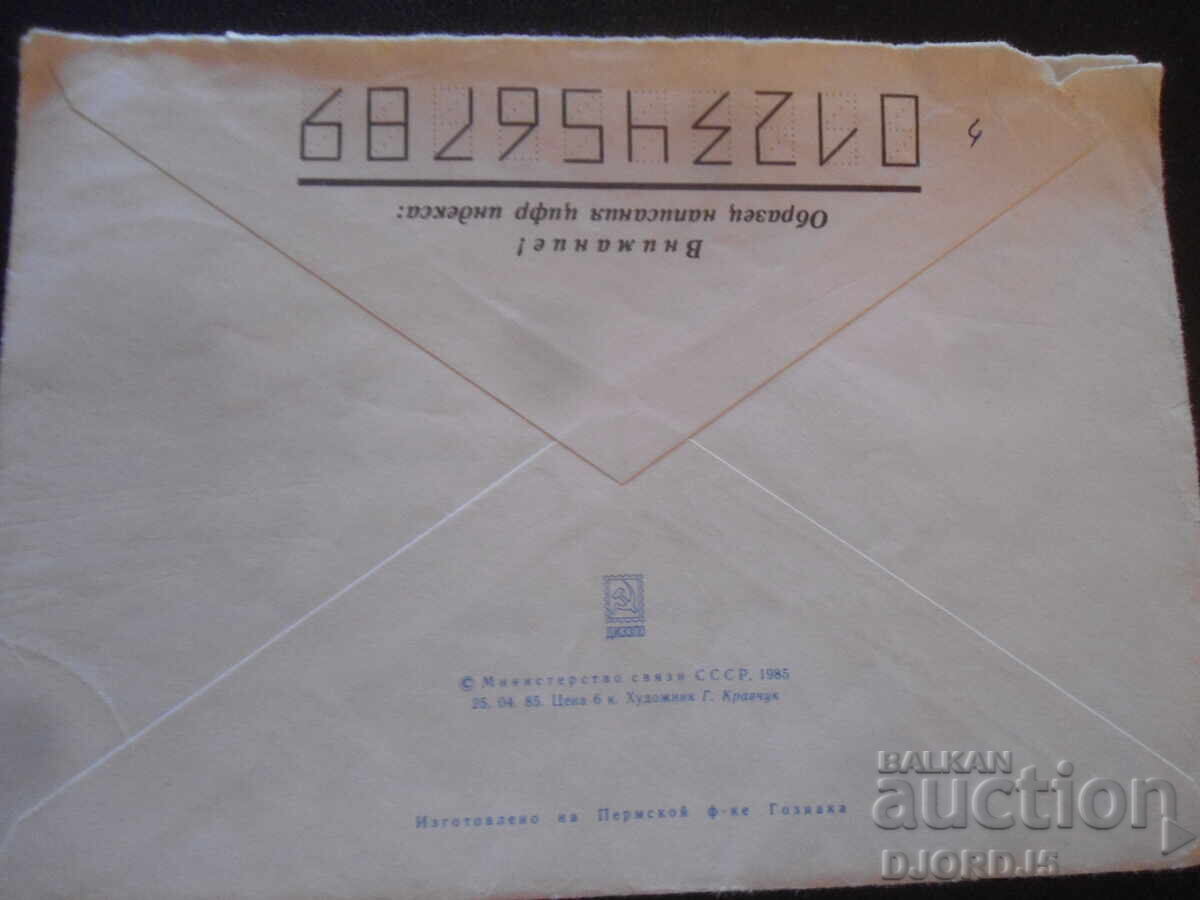 Внимание!
Образец написания цифр индекса:
0123456789
© Министерство связи СССР, 1985
25. 04. 85. Цена 6 к. Художник Г. Кравчук
Изготовлено на Пермской ф-ке Гознака
BALKAN
auction
DJORDJ5